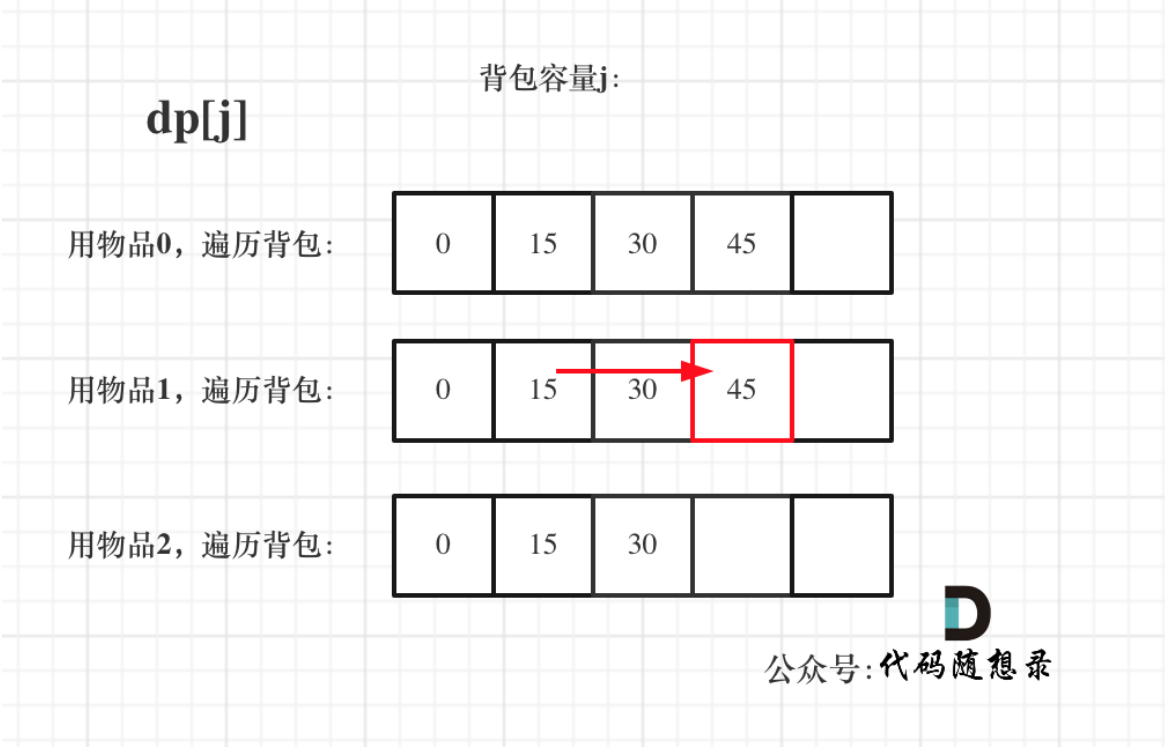 背包容量j:
dp[j]
用物品0，遍历背包: 0 15 30 45
用物品1，遍历背包: 0 15 30 45
用物品2，遍历背包: 0 15 30
公众号:代码随想录